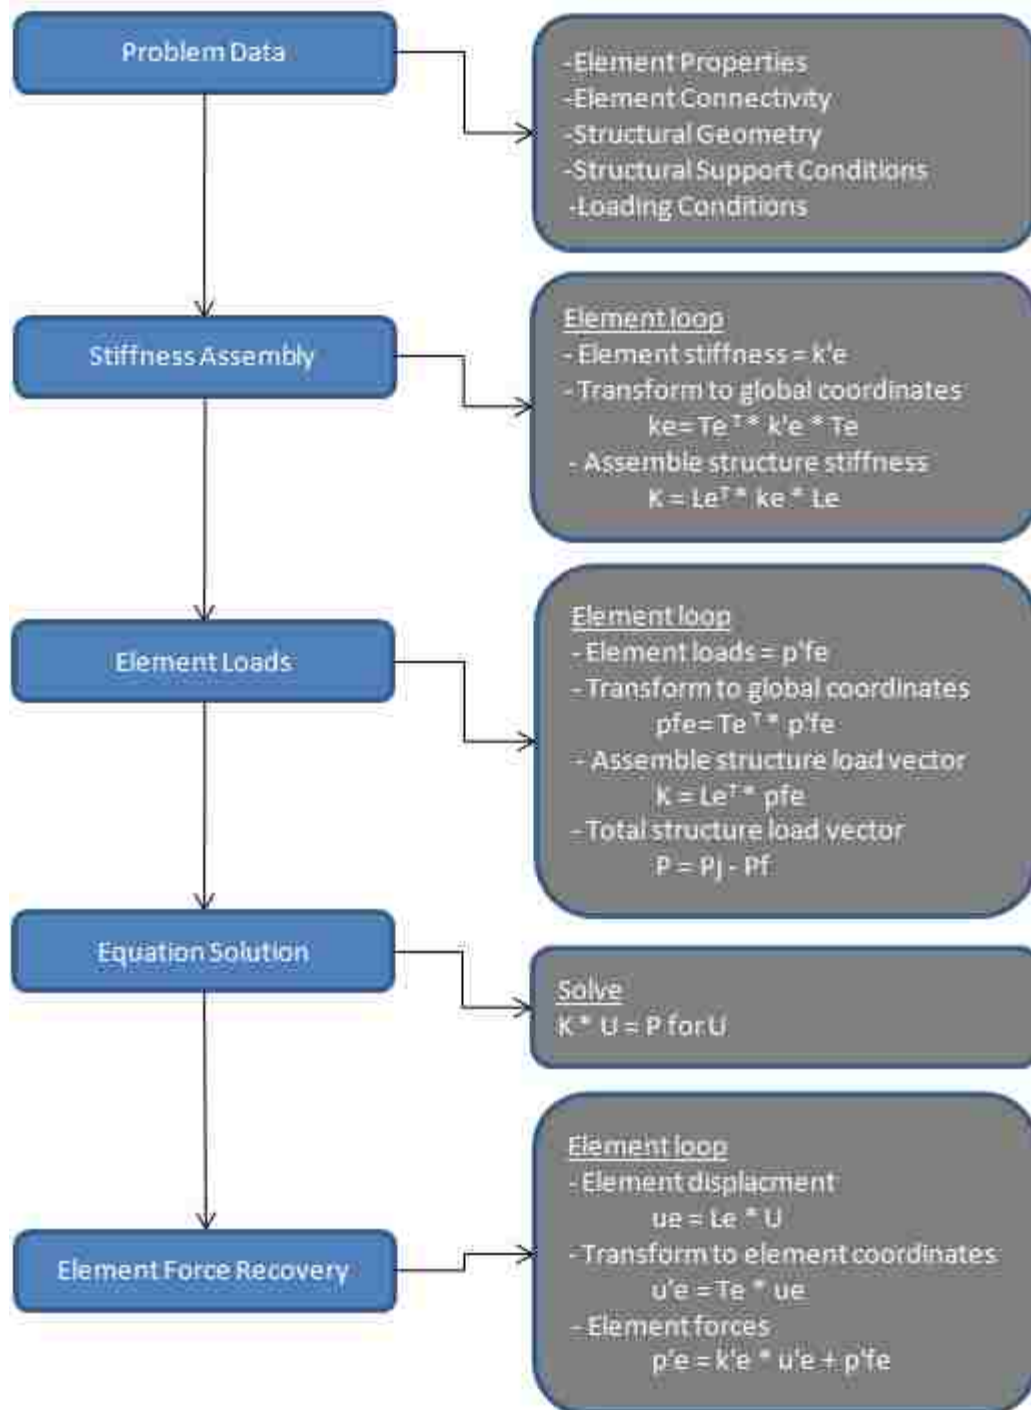 Problem Data
-Element Properties
-Element Connectivity
-Structural Geometry
-Structural Support Conditions
-Loading Conditions
Stiffness Assembly
Element loop
- Element stiffness = k'e
- Transform to global coordinates
ke= Teᵀ * k'e * Te
- Assemble structure stiffness
K = Leᵀ * ke * Le
Element Loads
Element loop
- Element loads = p'fe
- Transform to global coordinates
pfe= Teᵀ * p'fe
- Assemble structure load vector
K = Leᵀ * pfe
- Total structure load vector
P = Pj - Pf
Equation Solution
Solve
K * U = P for U
Element Force Recovery
Element loop
- Element displacment
ue = Le * U
- Transform to element coordinates
u'e = Te * ue
- Element forces
p'e = k'e * u'e + p'fe